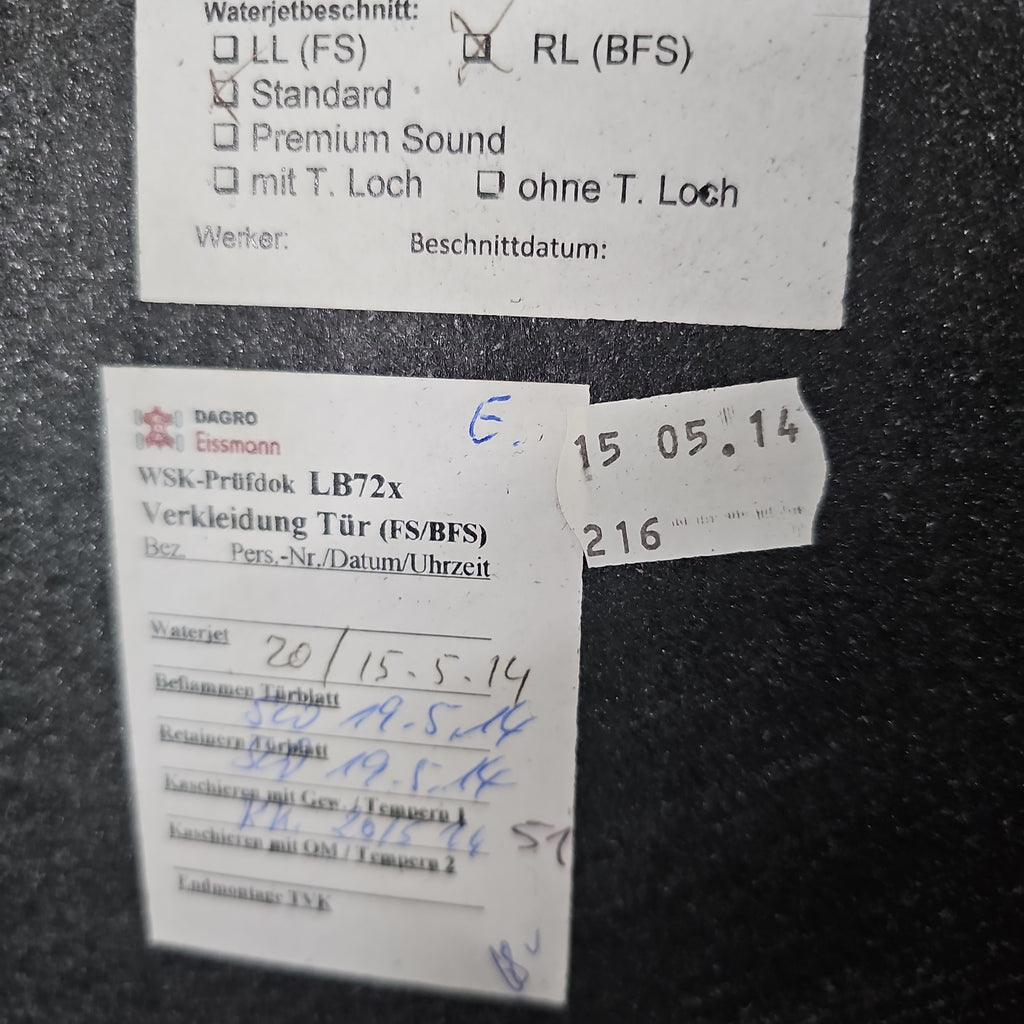 Waterjetbeschnitt:
LL (FS) RL (BFS)
Standard
Premium Sound
mit T. Loch ohne T. Loch
Werker: Beschnittdatum:
DAGRO
Eissmann
E.
WSK-Prüfdok LB72x
Verkleidung Tür (FS/BFS)
Bez. Pers.-Nr./Datum/Uhrzeit
15 05.14
216
Waterjet 20/15.5.14
Beflammen Türblatt
19.5.14
Retainern Türblatt
19.5.14
Kaschieren mit Gew. / Tempern 1
51
Kaschieren mit OM / Tempern 2
Endmontage TVK